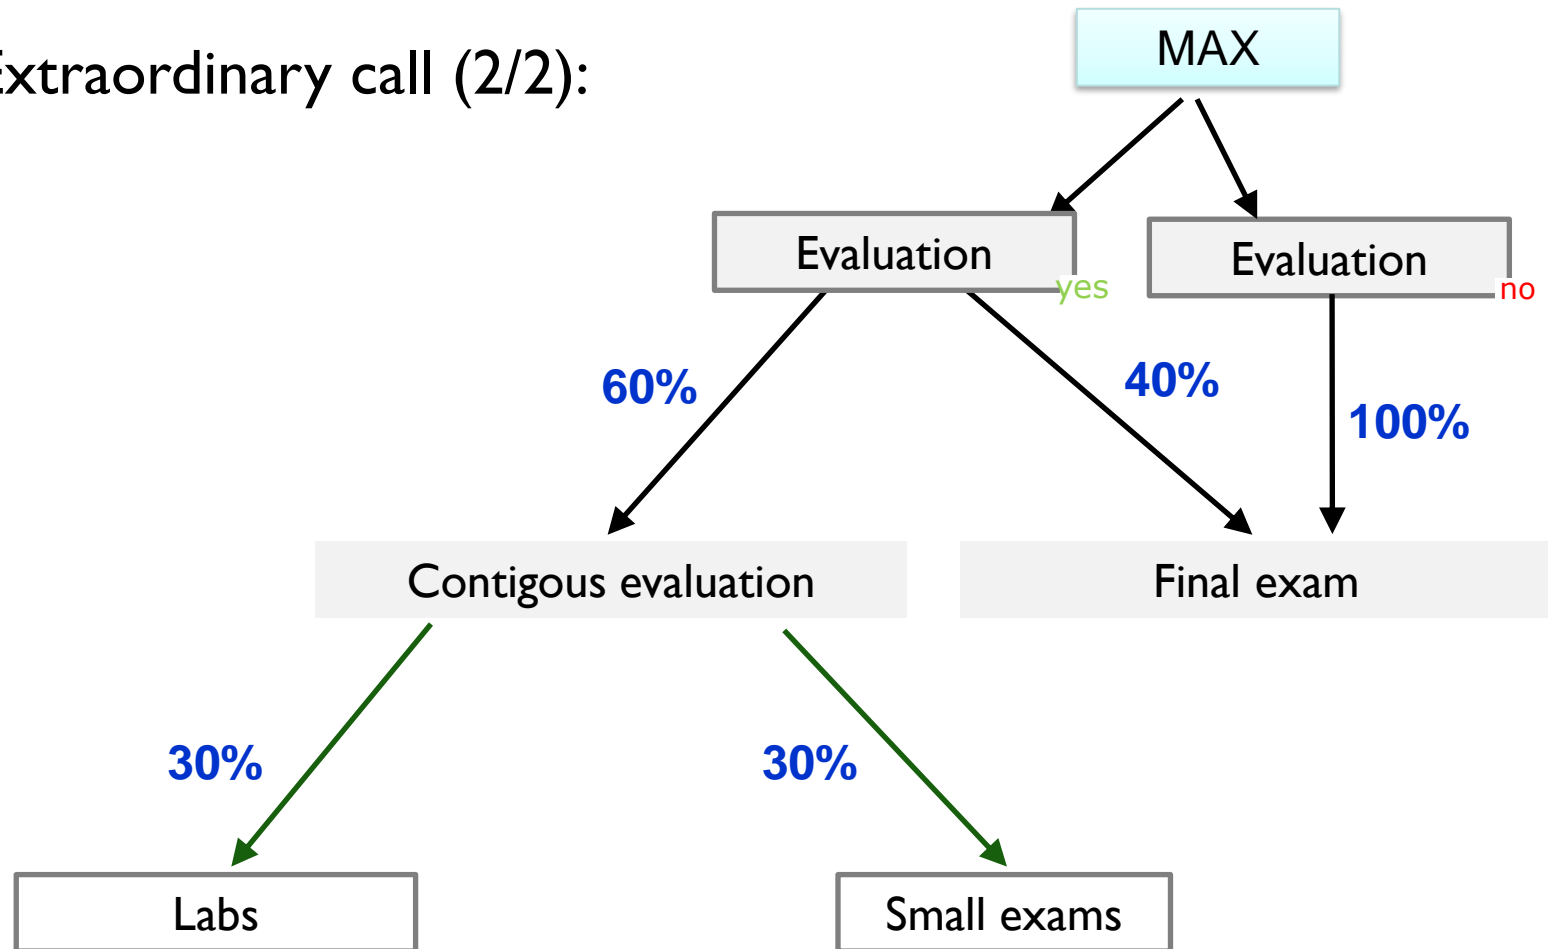 MAX
Extraordinary call (2/2):
Evaluation
yes
Evaluation
no
60%
40%
100%
Contigous evaluation
Final exam
30%
30%
Labs
Small exams